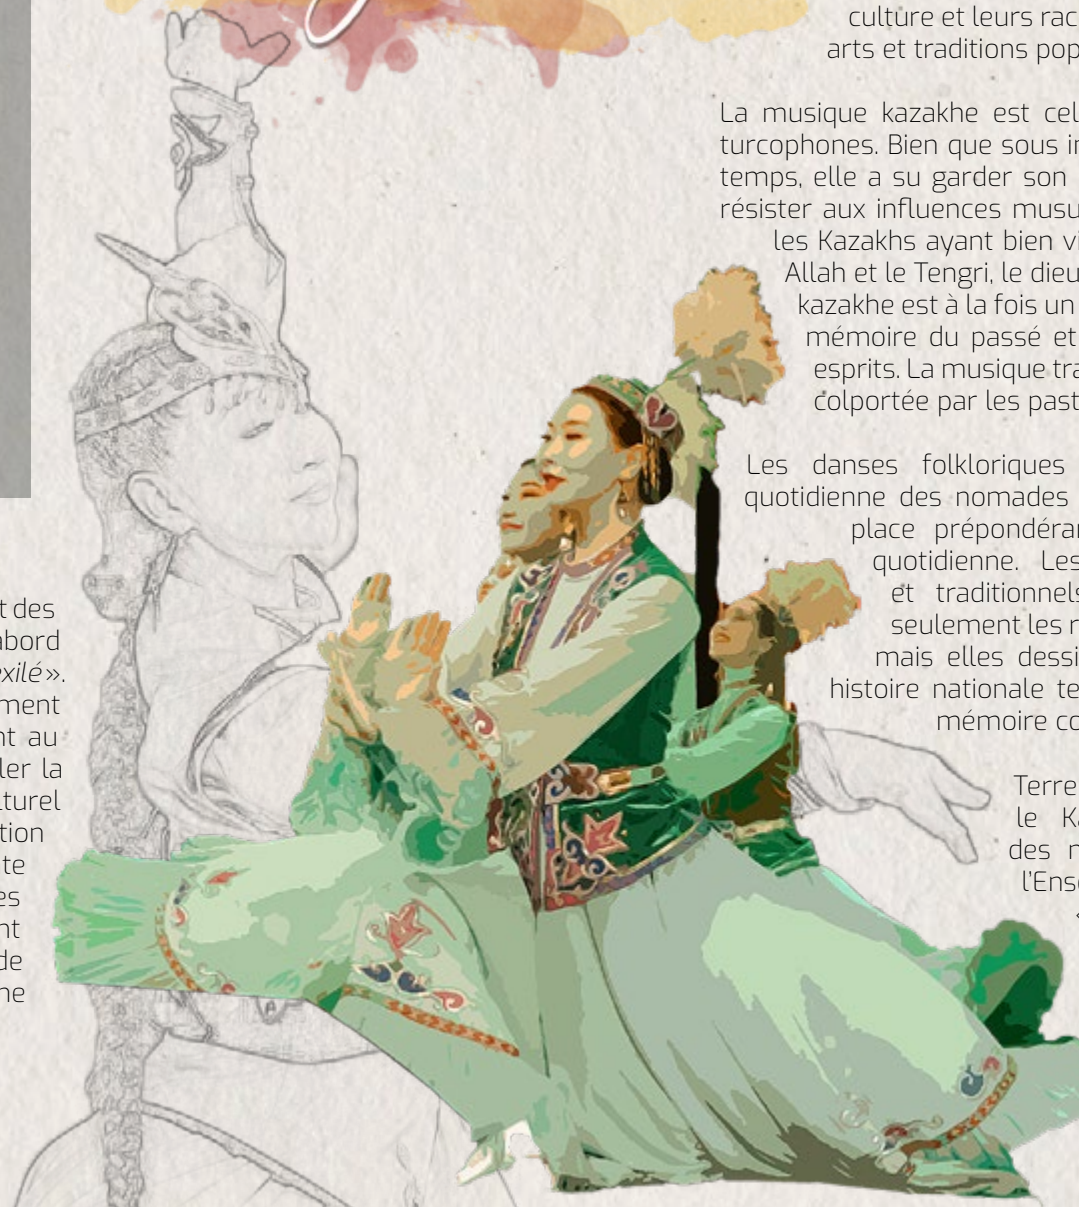 t des
abord
xilé».
ment
nt au
ler la
lturel
tion
te
es
nt
de
ne
culture et leurs rac
arts et traditions pop
La musique kazakhe est cel
turcophones. Bien que sous in
temps, elle a su garder son
résister aux influences musu
les Kazakhs ayant bien vi
Allah et le Tengri, le dieu
kazakhe est à la fois un
mémoire du passé et
esprits. La musique tra
colportée par les past
Les danses folkloriques
quotidienne des nomades
place prépondéran
quotidienne. Les
et traditionnels
seulement les r
mais elles dessi
histoire nationale te
mémoire co
Terre
le Ka
des n
l'Ense
«